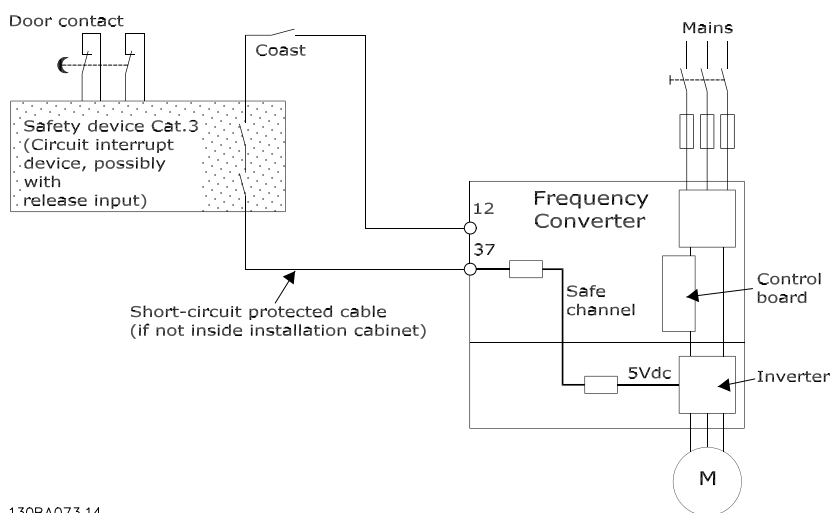 Door contact
Coast
Mains
Safety device Cat.3
(Circuit interrupt
device, possibly
with
release input)
Frequency
Converter
12
37
Safe
channel
Control
board
Short-circuit protected cable
(if not inside installation cabinet)
5Vdc
Inverter
M
130BA073.14